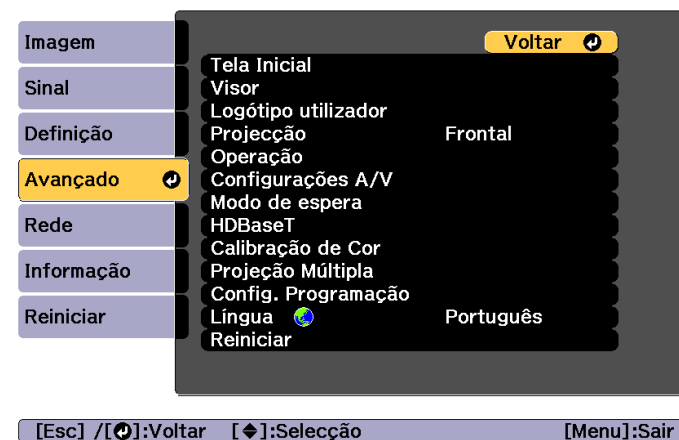 Imagem
Sinal
Definição
Avançado
Rede
Informação
Reiniciar
Voltar
Tela Inicial
Visor
Logótipo utilizador
Projecção Frontal
Operação
Configurações A/V
Modo de espera
HDBaseT
Calibração de Cor
Projeção Múltipla
Config. Programação
Língua Português
Reiniciar
[Esc] /[]:Voltar []:Selecção [Menu]:Sair